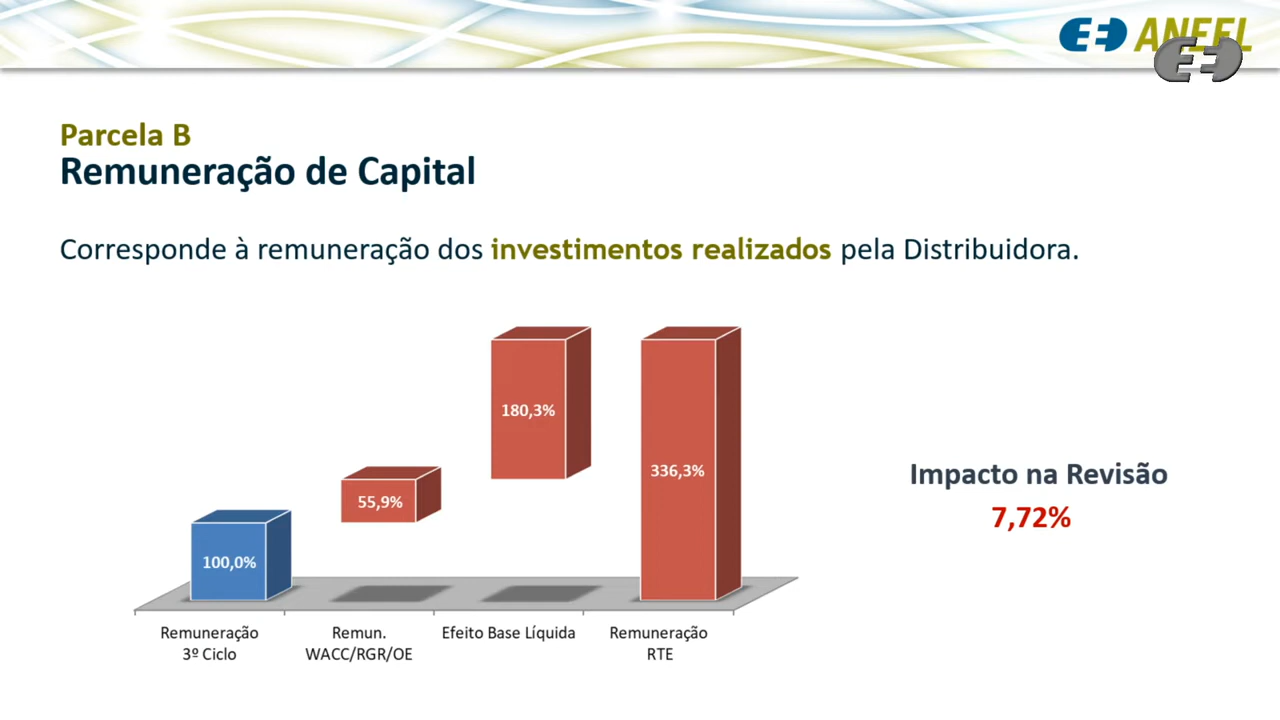 ANEEL
Parcela B
Remuneração de Capital
Corresponde à remuneração dos investimentos realizados pela Distribuidora.
180,3%
336,3%
55,9%
100,0%
Impacto na Revisão
7,72%
Remuneração
3º Ciclo
Remun.
WACC/RGR/OE
Efeito Base Líquida
Remuneração
RTE